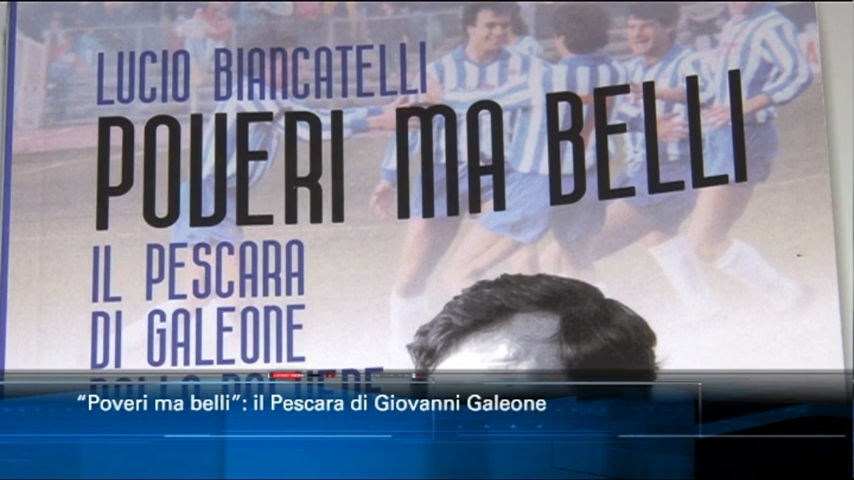 LUCIO BIANCATELLI
POVERI MA BELLI
IL PESCARA
DI GALEONE
“Poveri ma belli”: il Pescara di Giovanni Galeone